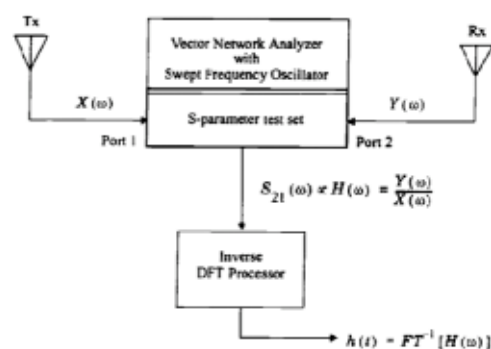 Tx
Rx
Vector Network Analyzer
with
Swept Frequency Oscillator
X(ω)
Y(ω)
S-parameter test set
Port 1
Port 2
S₂₁(ω) ∝ H(ω) = Y(ω)/X(ω)
Inverse
DFT Processor
h(t) = FT⁻¹[H(ω)]